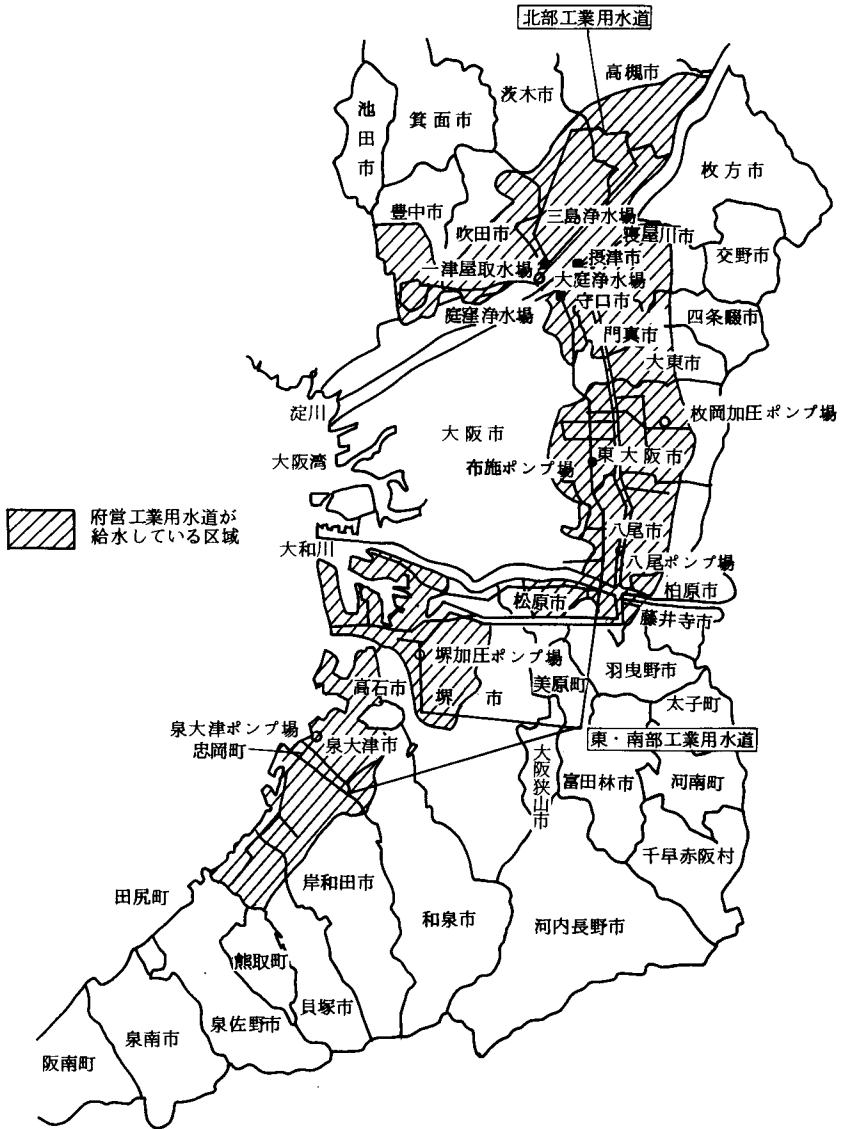 北部工業用水道
高槻市
茨木市
池田市
箕面市
枚方市
豊中市
三島浄水場
吹田市
寝屋川市
摂津市
交野市
一津屋取水場
大庭浄水場
守口市
庭窪浄水場
四条畷市
門真市
大東市
淀川
枚岡加圧ポンプ場
大阪市
大阪湾
東大阪市
布施ポンプ場
府営工業用水道が
給水している区域
八尾市
大和川
八尾ポンプ場
柏原市
松原市
藤井寺市
堺加圧ポンプ場
羽曳野市
美原町
高石市
堺市
太子町
泉大津ポンプ場
泉大津市
忠岡町
東・南部工業用水道
大阪狭山市
富田林市
河南町
千早赤阪村
岸和田市
田尻町
和泉市
河内長野市
熊取町
貝塚市
泉佐野市
泉南市
阪南町